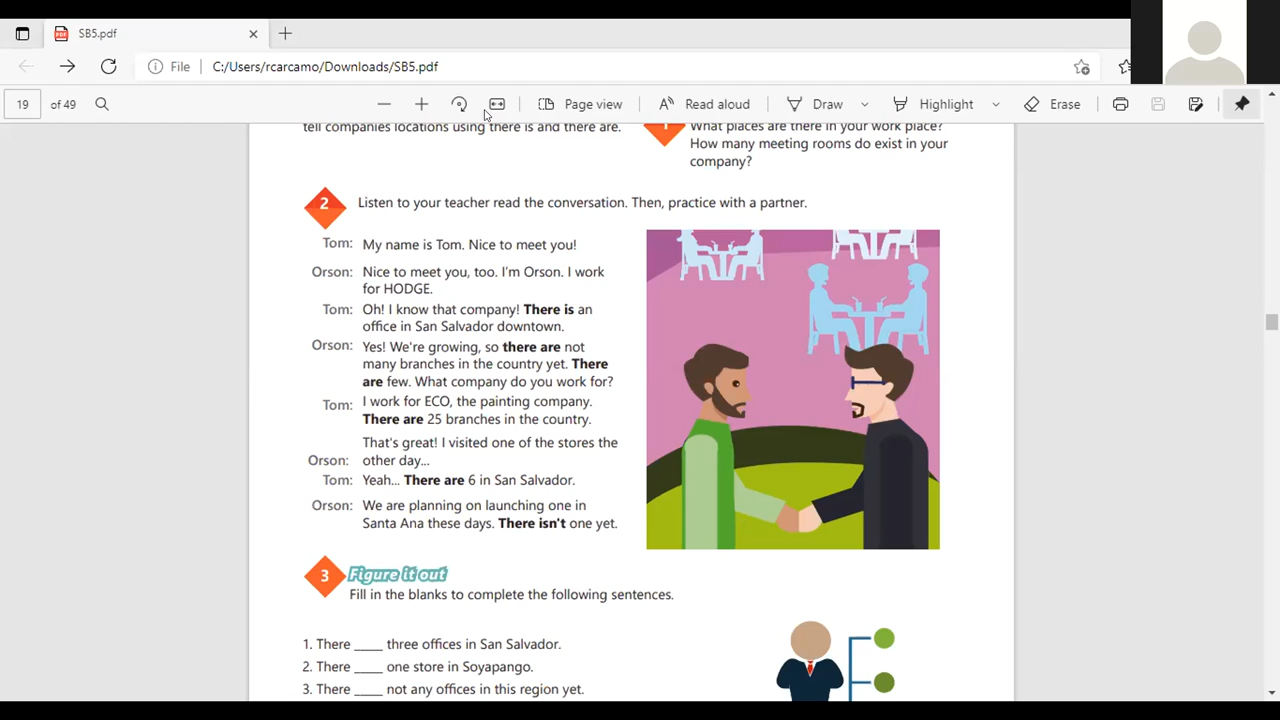 SB5.pdf
File C:/Users/rcarcamo/Downloads/SB5.pdf
19 of 49 Page view Read aloud Draw Highlight Erase
tell companies locations using there is and there are.
1 What places are there in your work place?
How many meeting rooms do exist in your
company?
2 Listen to your teacher read the conversation. Then, practice with a partner.
Tom: My name is Tom. Nice to meet you!
Orson: Nice to meet you, too. I'm Orson. I work
for HODGE.
Tom: Oh! I know that company! There is an
office in San Salvador downtown.
Orson: Yes! We're growing, so there are not
many branches in the country yet. There
are few. What company do you work for?
Tom: I work for ECO, the painting company.
There are 25 branches in the country.
That's great! I visited one of the stores the
Orson: other day...
Tom: Yeah... There are 6 in San Salvador.
Orson: We are planning on launching one in
Santa Ana these days. There isn't one yet.
3 Figure it out
Fill in the blanks to complete the following sentences.
1. There ____ three offices in San Salvador.
2. There ____ one store in Soyapango.
3. There ____ not any offices in this region yet.